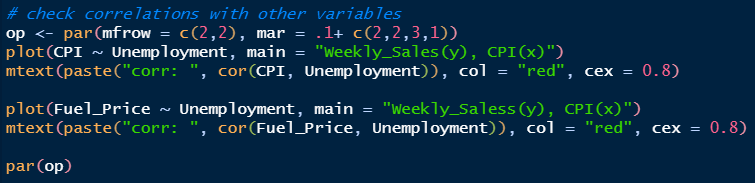 # check correlations with other variables
op <- par(mfrow = c(2,2), mar = .1+ c(2,2,3,1))
plot(CPI ~ Unemployment, main = "Weekly_Sales(y), CPI(x)")
mtext(paste("corr: ", cor(CPI, Unemployment)), col = "red", cex = 0.8)
plot(Fuel_Price ~ Unemployment, main = "Weekly_Saless(y), CPI(x)")
mtext(paste("corr: ", cor(Fuel_Price, Unemployment)), col = "red", cex = 0.8)
par(op)